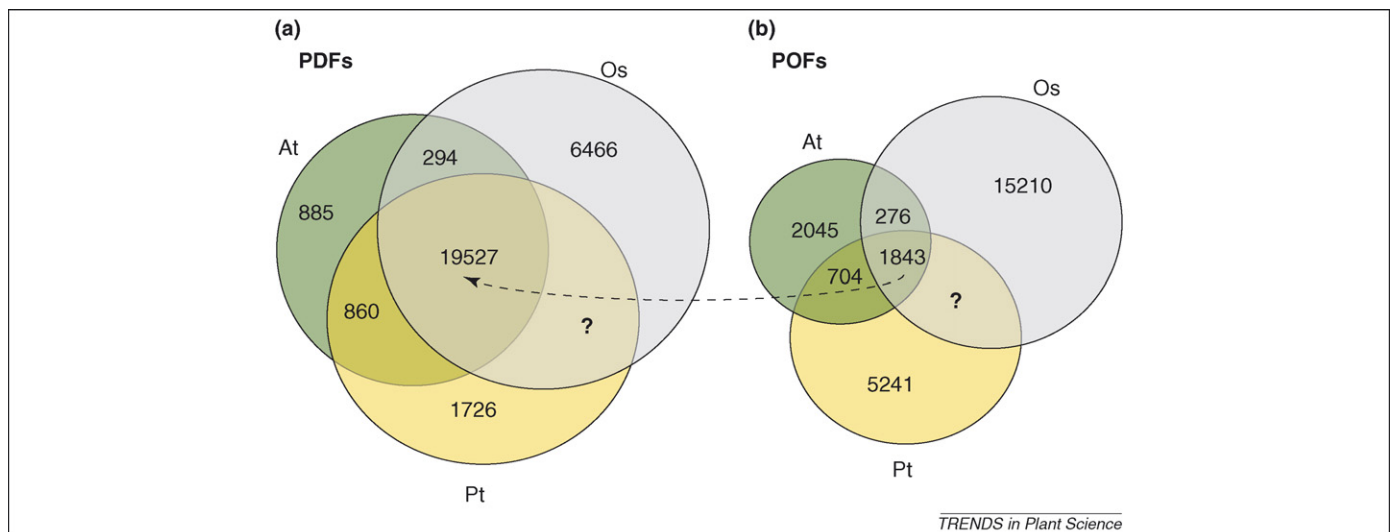 (a)
PDFs
Os
At
294
6466
885
19527
860
?
1726
Pt
(b)
POFs
Os
At
15210
276
2045
1843
704
?
5241
Pt
TRENDS in Plant Science